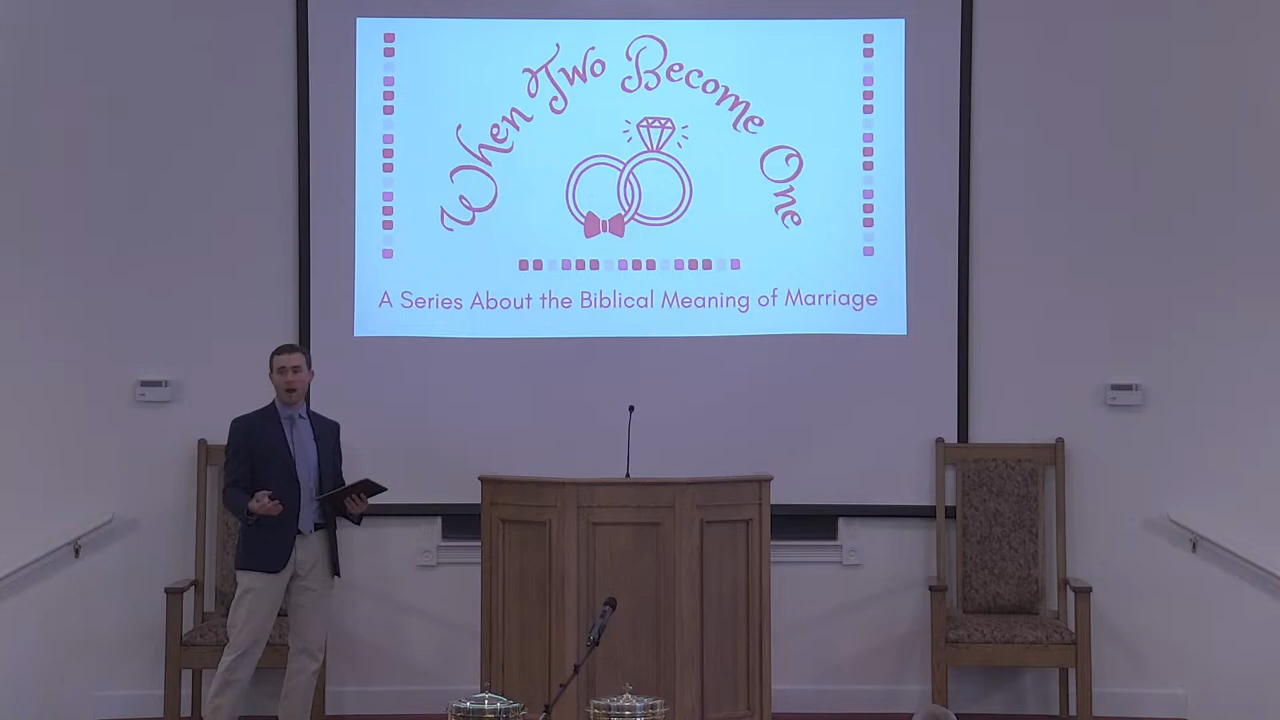 When Two Become One
A Series About the Biblical Meaning of Marriage